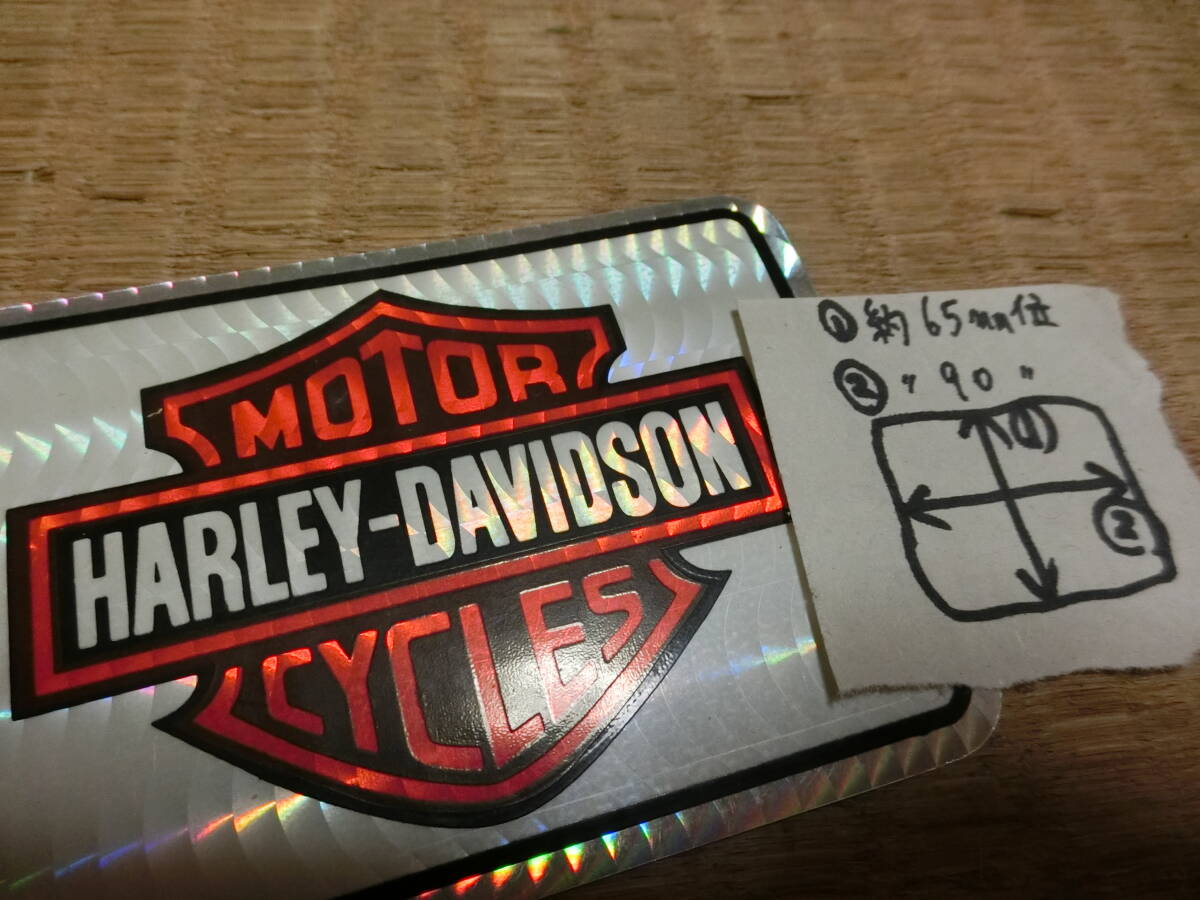 MOTOR
HARLEY-DAVIDSON
CYCLES
① 約65mm位
② 〃 90 〃
①
②